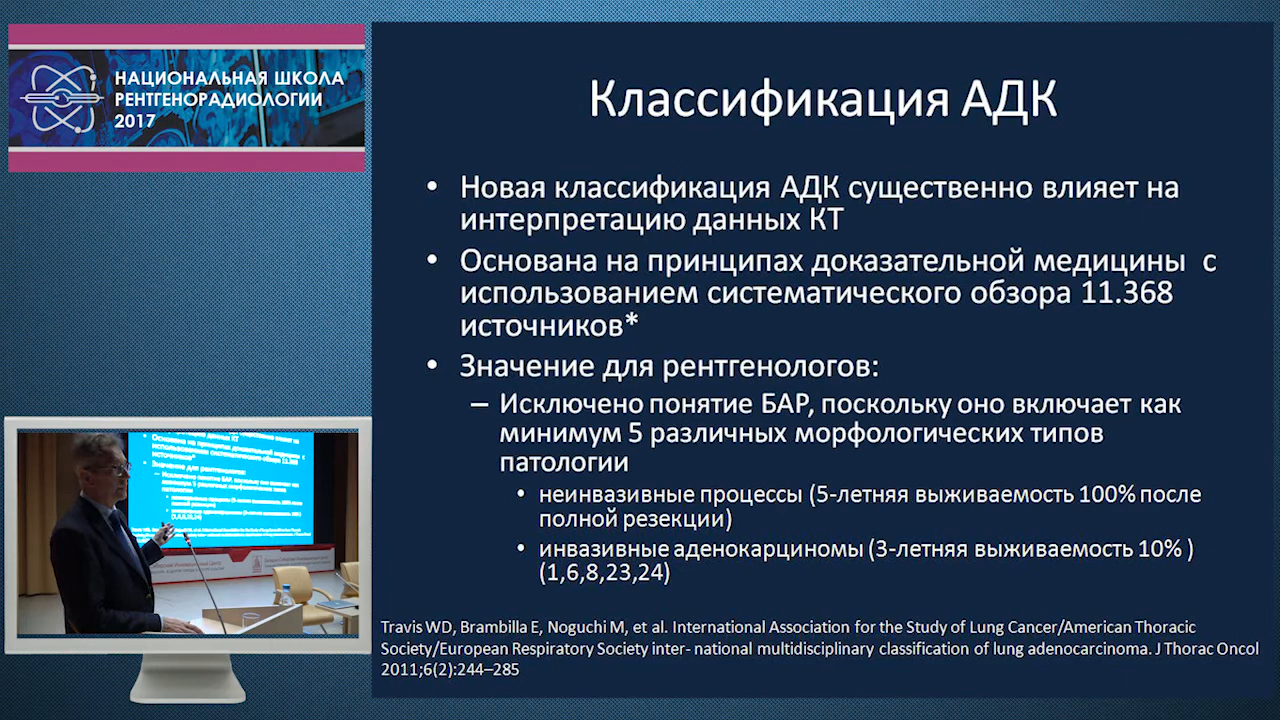 НАЦИОНАЛЬНАЯ ШКОЛА
РЕНТГЕНОРАДИОЛОГИИ
2017
Классификация АДК
• Новая классификация АДК существенно влияет на
интерпретацию данных КТ
• Основана на принципах доказательной медицины с
использованием систематического обзора 11.368
источников*
• Значение для рентгенологов:
– Исключено понятие БАР, поскольку оно включает как
минимум 5 различных морфологических типов
патологии
• неинвазивные процессы (5-летняя выживаемость 100% после
полной резекции)
• инвазивные аденокарциномы (3-летняя выживаемость 10% )
(1,6,8,23,24)
Travis WD, Brambilla E, Noguchi M, et al. International Association for the Study of Lung Cancer/American Thoracic
Society/European Respiratory Society inter- national multidisciplinary classification of lung adenocarcinoma. J Thorac Oncol
2011;6(2):244–285